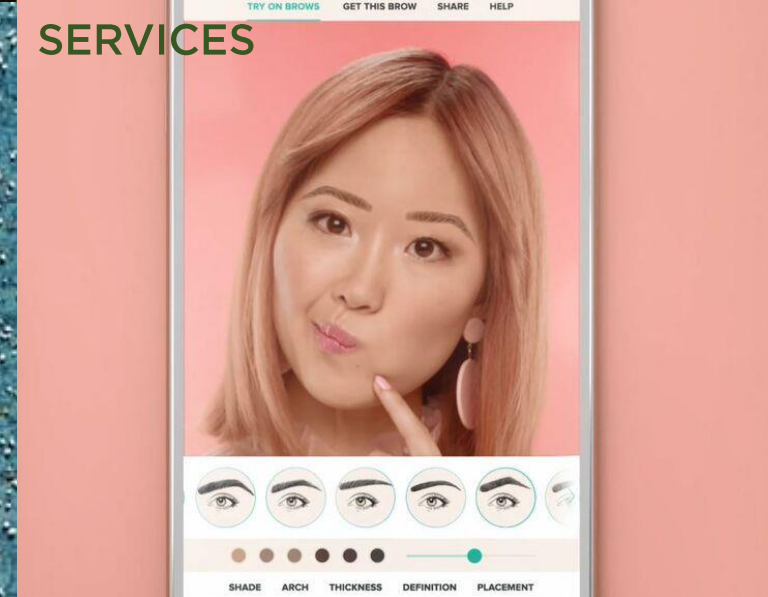 TRY ON BROWS GET THIS BROW SHARE HELP
SERVICES
SHADE ARCH THICKNESS DEFINITION PLACEMENT